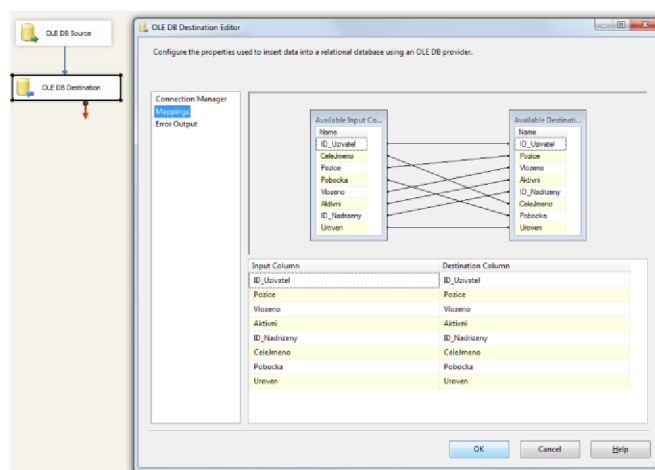 OLE DB Source
OLE DB Destination
OLE DB Destination Editor
Configure the properties used to insert data into a relational database using an OLE DB provider.
Connection Manager
Mappings
Error Output
Available Input Co...
Name
ID_Uzivatel
CeleJmeno
Pozice
Pobocka
Vlozeno
Aktivni
ID_Nadrizeny
Uroven
Available Destinati...
Name
ID_Uzivatel
Pozice
Vlozeno
Aktivni
ID_Nadrizeny
CeleJmeno
Pobocka
Uroven
Input Column Destination Column
ID_Uzivatel ID_Uzivatel
Pozice Pozice
Vlozeno Vlozeno
Aktivni Aktivni
ID_Nadrizeny ID_Nadrizeny
CeleJmeno CeleJmeno
Pobocka Pobocka
Uroven Uroven
OK Cancel Help